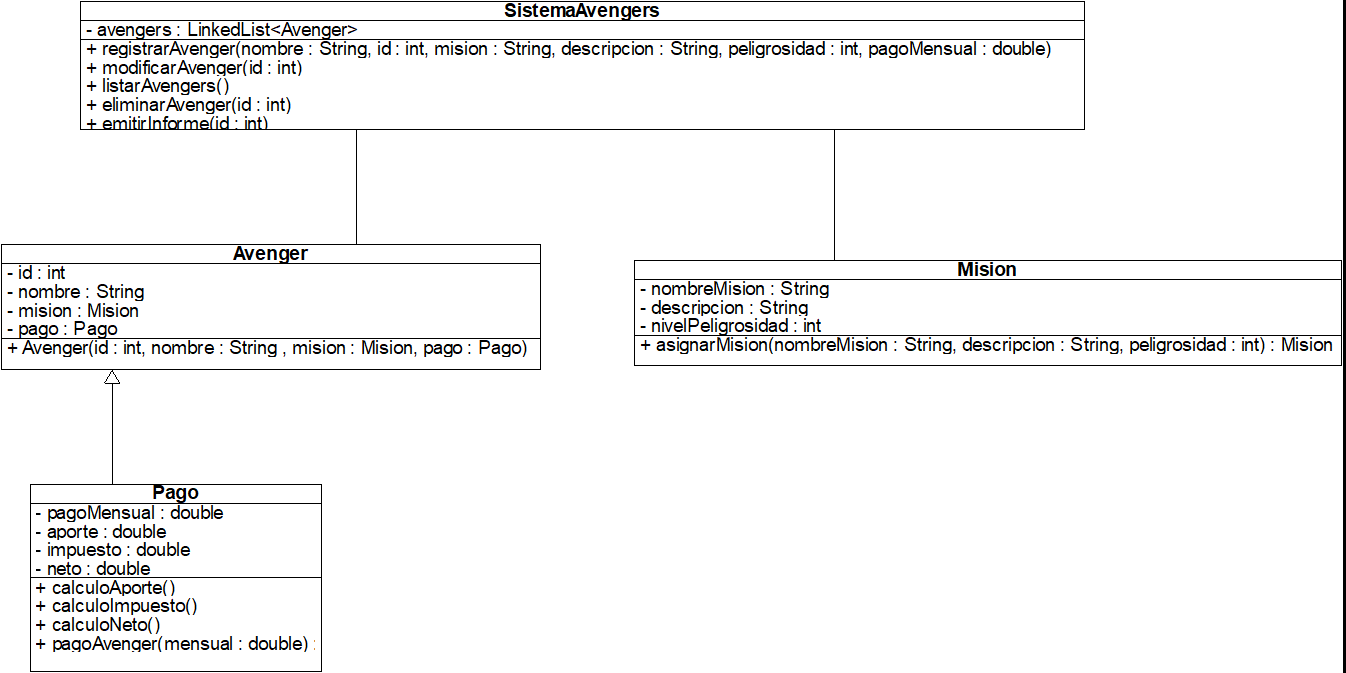 SistemaAvengers
- avengers : LinkedList<Avenger>
+ registrarAvenger(nombre : String, id : int, mision : String, descripcion : String, peligrosidad : int, pagoMensual : double)
+ modificarAvenger(id : int)
+ listarAvengers()
+ eliminarAvenger(id : int)
+ emitirInforme(id : int)
Avenger
- id : int
- nombre : String
- mision : Mision
- pago : Pago
+ Avenger(id : int, nombre : String , mision : Mision, pago : Pago)
Mision
- nombreMision : String
- descripcion : String
- nivelPeligrosidad : int
+ asignarMision(nombreMision : String, descripcion : String, peligrosidad : int) : Mision
Pago
- pagoMensual : double
- aporte : double
- impuesto : double
- neto : double
+ calculoAporte()
+ calculoImpuesto()
+ calculoNeto()
+ pagoAvenger(mensual : double) :